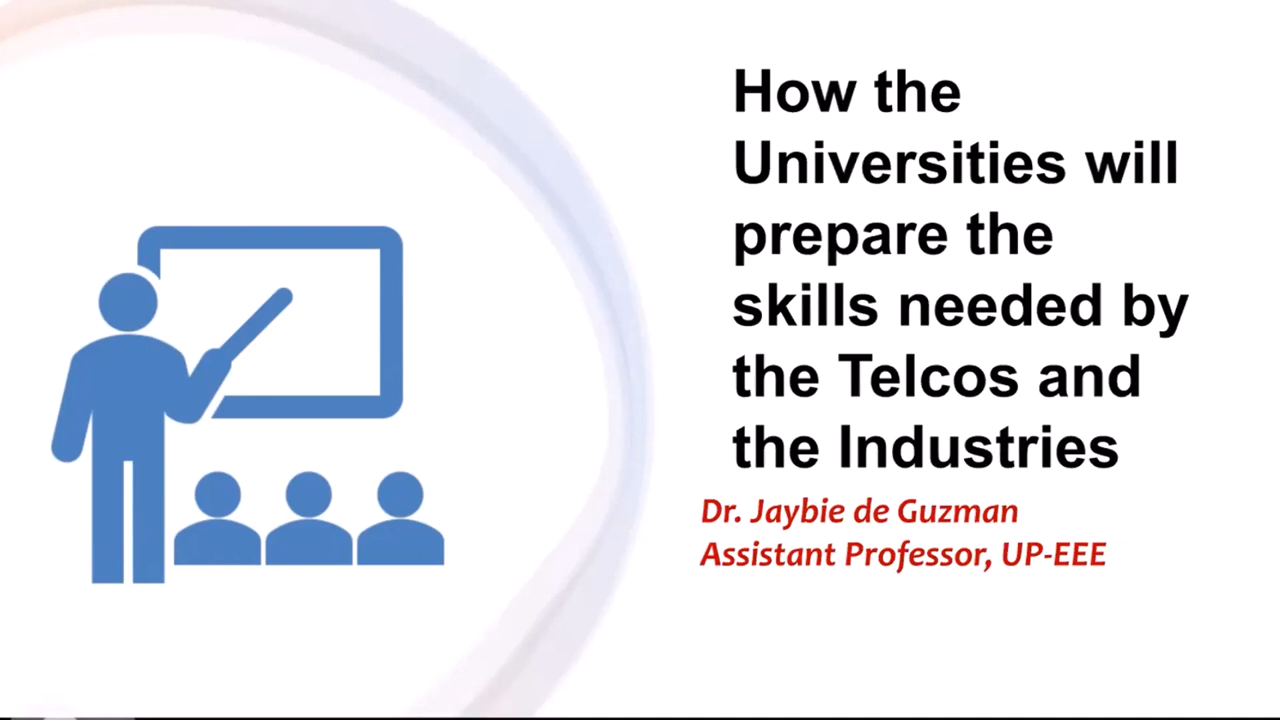 How the
Universities will
prepare the
skills needed by
the Telcos and
the Industries
Dr. Jaybie de Guzman
Assistant Professor, UP-EEE